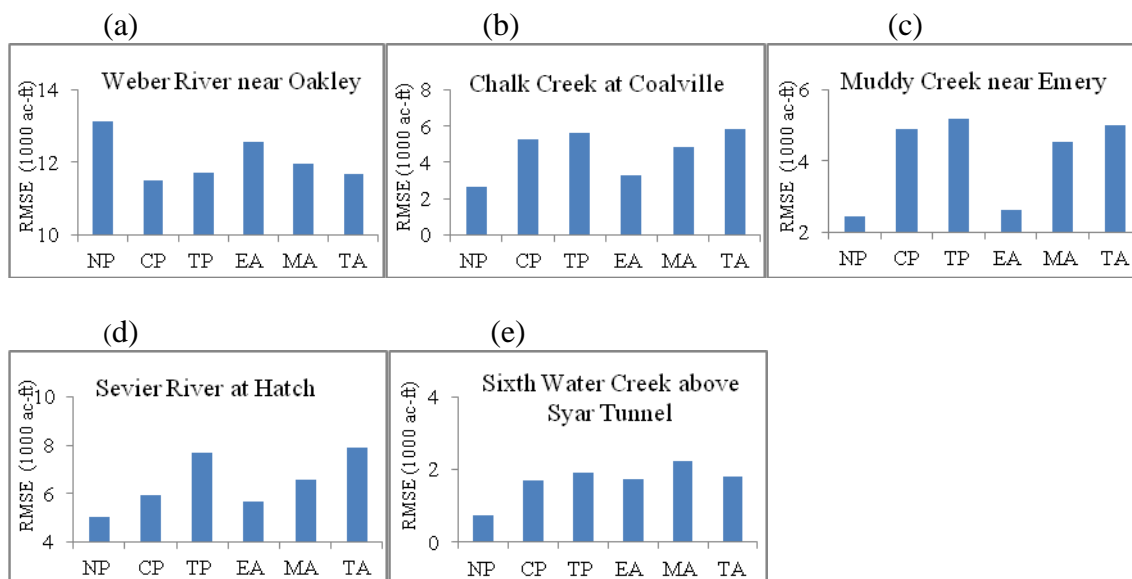 (a)
Weber River near Oakley
RMSE (1000 ac-ft)
14
12
10
NP CP TP EA MA TA
(b)
Chalk Creek at Coalville
RMSE (1000 ac-ft)
8
6
4
2
0
NP CP TP EA MA TA
(c)
Muddy Creek near Emery
RMSE (1000 ac-ft)
6
4
2
NP CP TP EA MA TA
(d)
Sevier River at Hatch
RMSE (1000 ac-ft)
10
8
6
4
NP CP TP EA MA TA
(e)
Sixth Water Creek above
Syar Tunnel
RMSE (1000 ac-ft)
4
2
0
NP CP TP EA MA TA